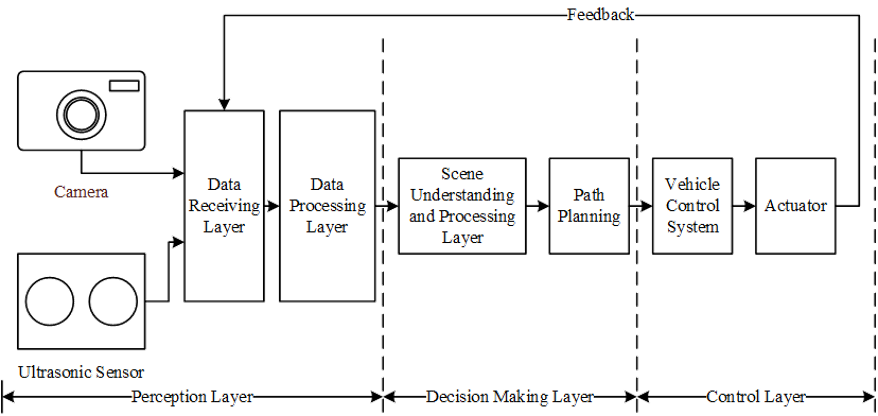 Feedback
Camera
Data
Receiving
Layer
Data
Processing
Layer
Scene
Understanding
and Processing
Layer
Path
Planning
Vehicle
Control
System
Actuator
Ultrasonic Sensor
Perception Layer
Decision Making Layer
Control Layer